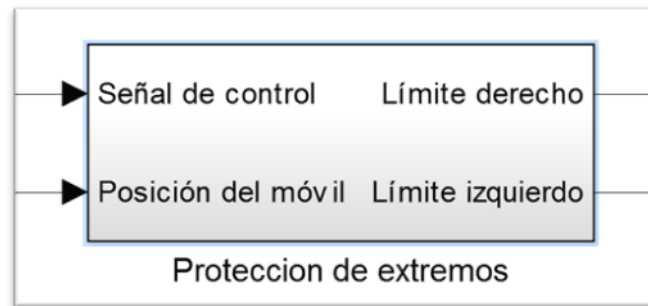 Señal de control Límite derecho
Posición del móvil Límite izquierdo
Proteccion de extremos